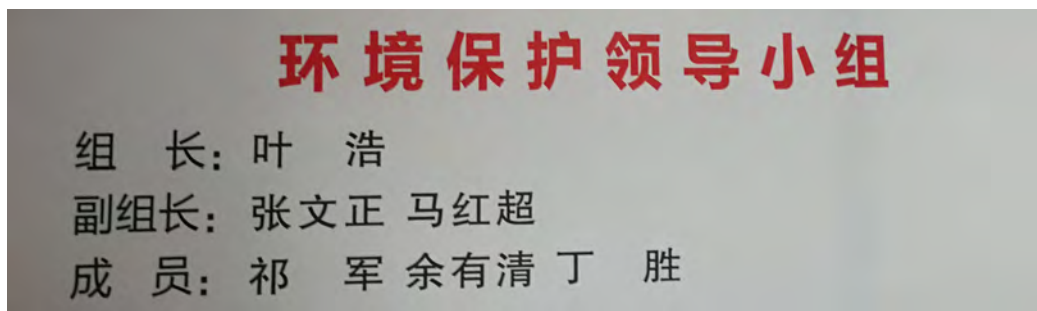 环境保护领导小组
组 长：叶 浩
副组长：张文正 马红超
成 员：祁 军 余有清 丁 胜